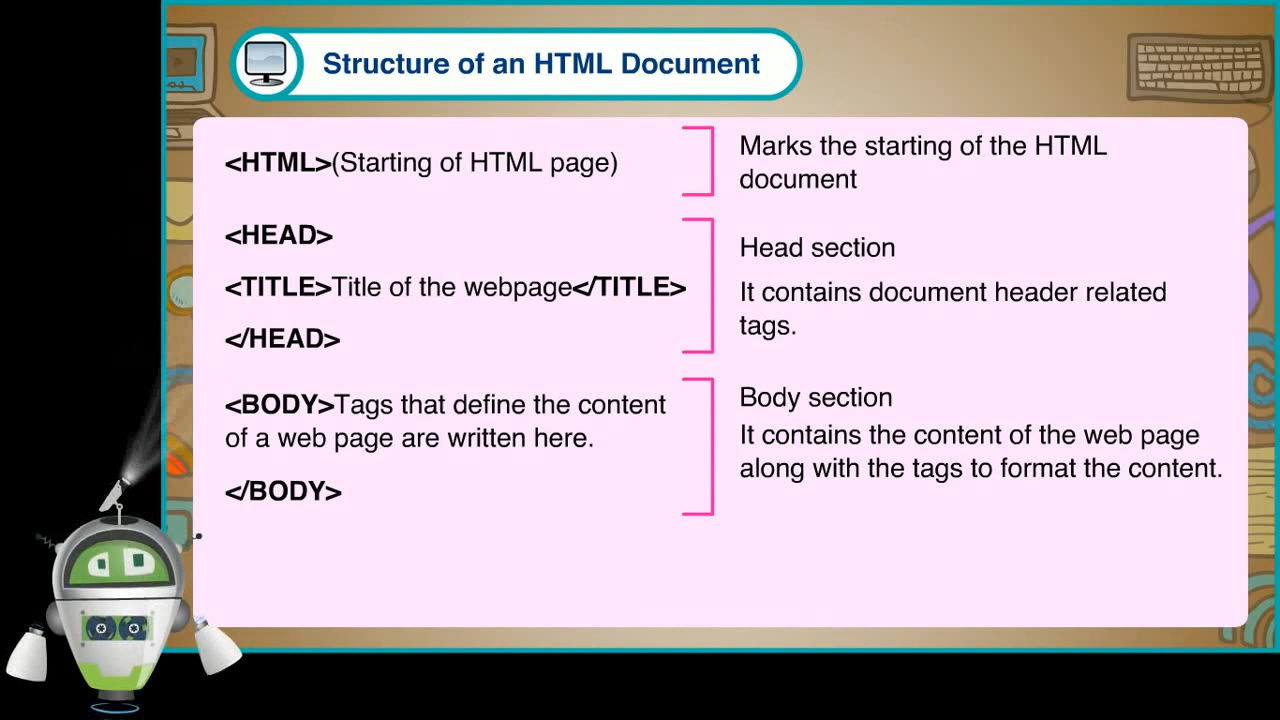 Structure of an HTML Document
<HTML>(Starting of HTML page)
Marks the starting of the HTML
document
<HEAD>
<TITLE>Title of the webpage</TITLE>
</HEAD>
Head section
It contains document header related
tags.
<BODY>Tags that define the content
of a web page are written here.
</BODY>
Body section
It contains the content of the web page
along with the tags to format the content.